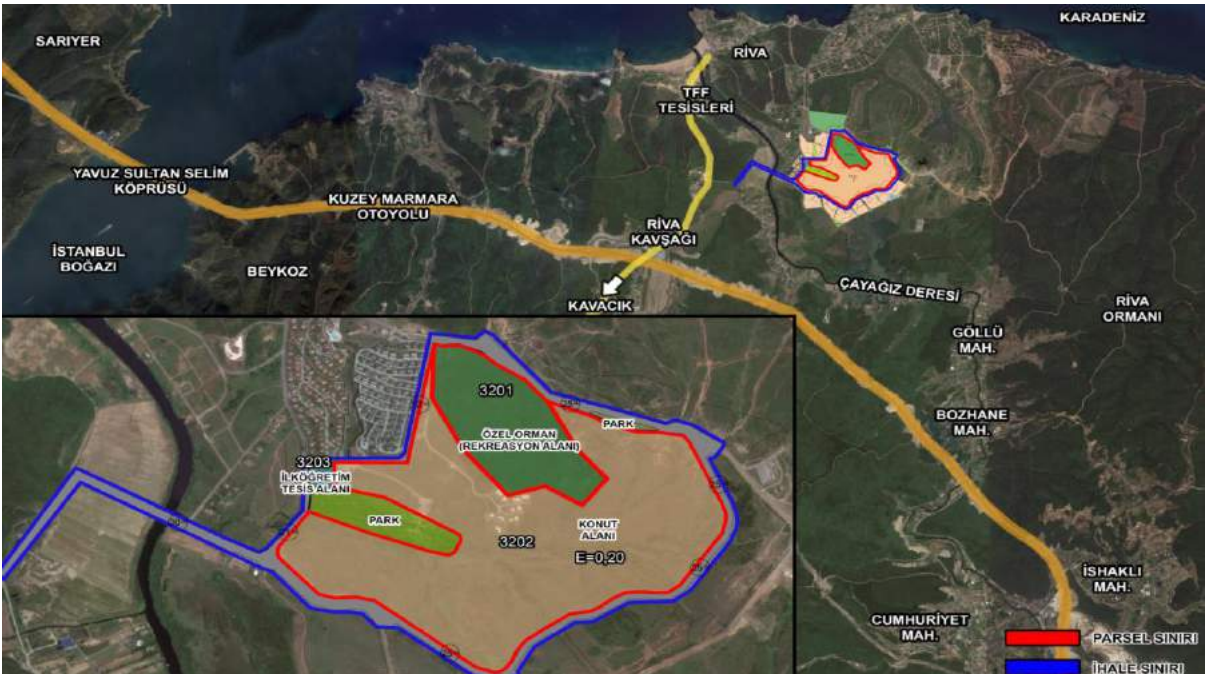 KARADENİZ
SARIYER
RİVA
TFF
TESİSLERİ
YAVUZ SULTAN SELİM
KÖPRÜSÜ
KUZEY MARMARA
OTOYOLU
RİVA
KAVŞAĞI
İSTANBUL
BOĞAZI
BEYKOZ
KAVACIK
ÇAYAĞIZ DERESİ
RİVA
ORMANI
GÖLLÜ
MAH.
BOZHANE
MAH.
İSHAKLI
MAH.
CUMHURİYET
MAH.
PARSEL SINIRI
İHALE SINIRI
3201
ÖZEL ORMAN
(REKREASYON ALANI)
PARK
3203
İLKÖĞRETİM
TESİS ALANI
PARK
3202
KONUT
ALANI
E=0,20